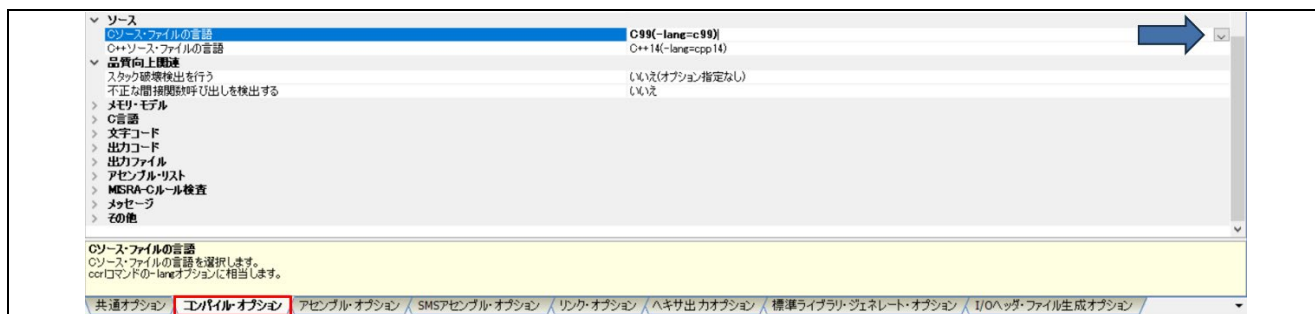 ソース
Cソース・ファイルの言語 C99(-lang=c99)
C++ソース・ファイルの言語 C++14(-lang=cpp14)
品質向上関連
スタック破壊検出を行う いいえ(オプション指定なし)
不正な間接関数呼び出しを検出する いいえ
メモリ・モデル
C言語
文字コード
出力コード
出力ファイル
アセンブル・リスト
MISRA-Cルール検査
メッセージ
その他
Cソース・ファイルの言語
Cソース・ファイルの言語を選択します。
ccrlコマンドの-langオプションに相当します。
共通オプション コンパイル・オプション アセンブル・オプション SMSアセンブル・オプション リンク・オプション ヘキサ出力オプション 標準ライブラリ・ジェネレート・オプション I/Oヘッダ・ファイル生成オプション